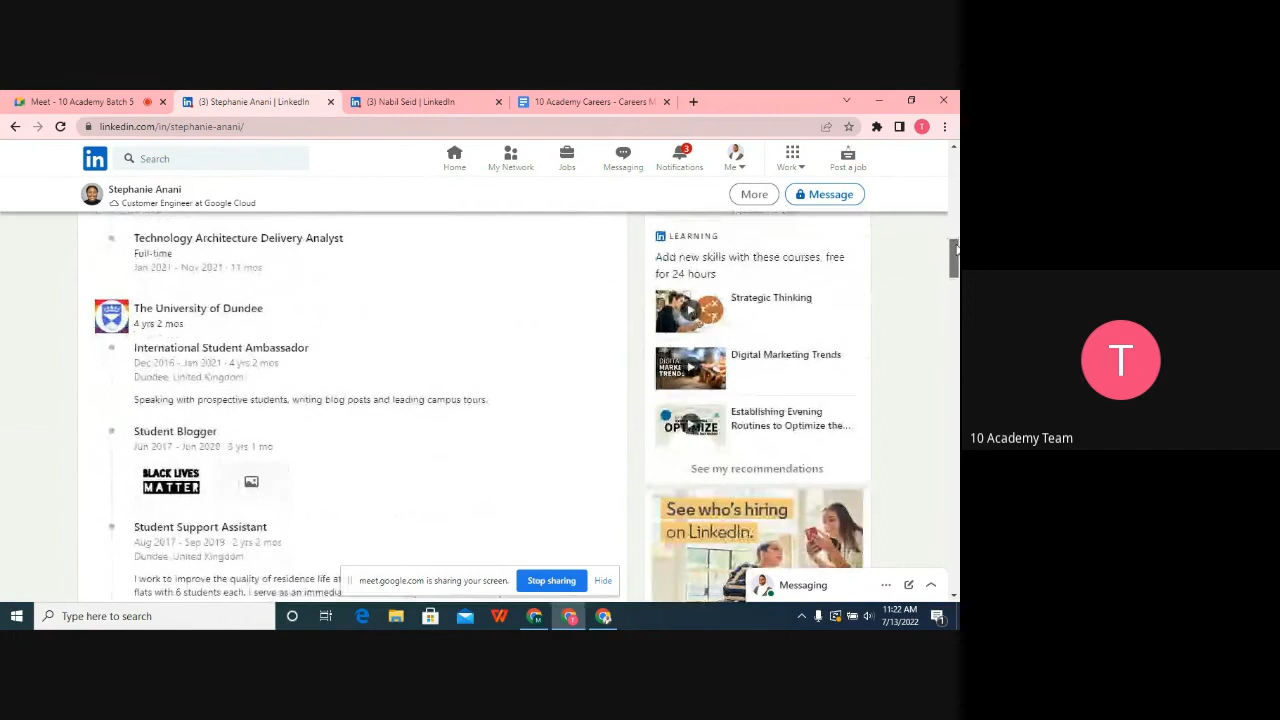 Meet - 10 Academy Batch 5
(3) Stephanie Anani | LinkedIn
(3) Nabil Seid | LinkedIn
10 Academy Careers - Careers M
linkedin.com/in/stephanie-anani/
in
Search
Home
My Network
Jobs
Messaging
3
Notifications
Me
Work
Post a job
Stephanie Anani
Customer Engineer at Google Cloud
More
Message
Technology Architecture Delivery Analyst
Full-time
Jan 2021 - Nov 2021 · 11 mos
The University of Dundee
4 yrs 2 mos
International Student Ambassador
Dec 2016 - Jan 2021 · 4 yrs 2 mos
Dundee, United Kingdom
Speaking with prospective students, writing blog posts and leading campus tours.
Student Blogger
Jun 2017 - Jun 2020 · 3 yrs 1 mo
BLACK LIVES
MATTER
Student Support Assistant
Aug 2017 - Sep 2019 · 2 yrs 2 mos
Dundee, United Kingdom
I work to improve the quality of residence life at
flats with 6 students each. I serve as an immedia
in LEARNING
Add new skills with these courses, free
for 24 hours
Strategic Thinking
DIGITAL
Digital Marketing Trends
OPTIMIZE
Establishing Evening
Routines to Optimize the...
See my recommendations
See who's hiring
on LinkedIn.
meet.google.com is sharing your screen.
Stop sharing
Hide
Messaging
Type here to search
11:22 AM
7/13/2022
1
T
10 Academy Team